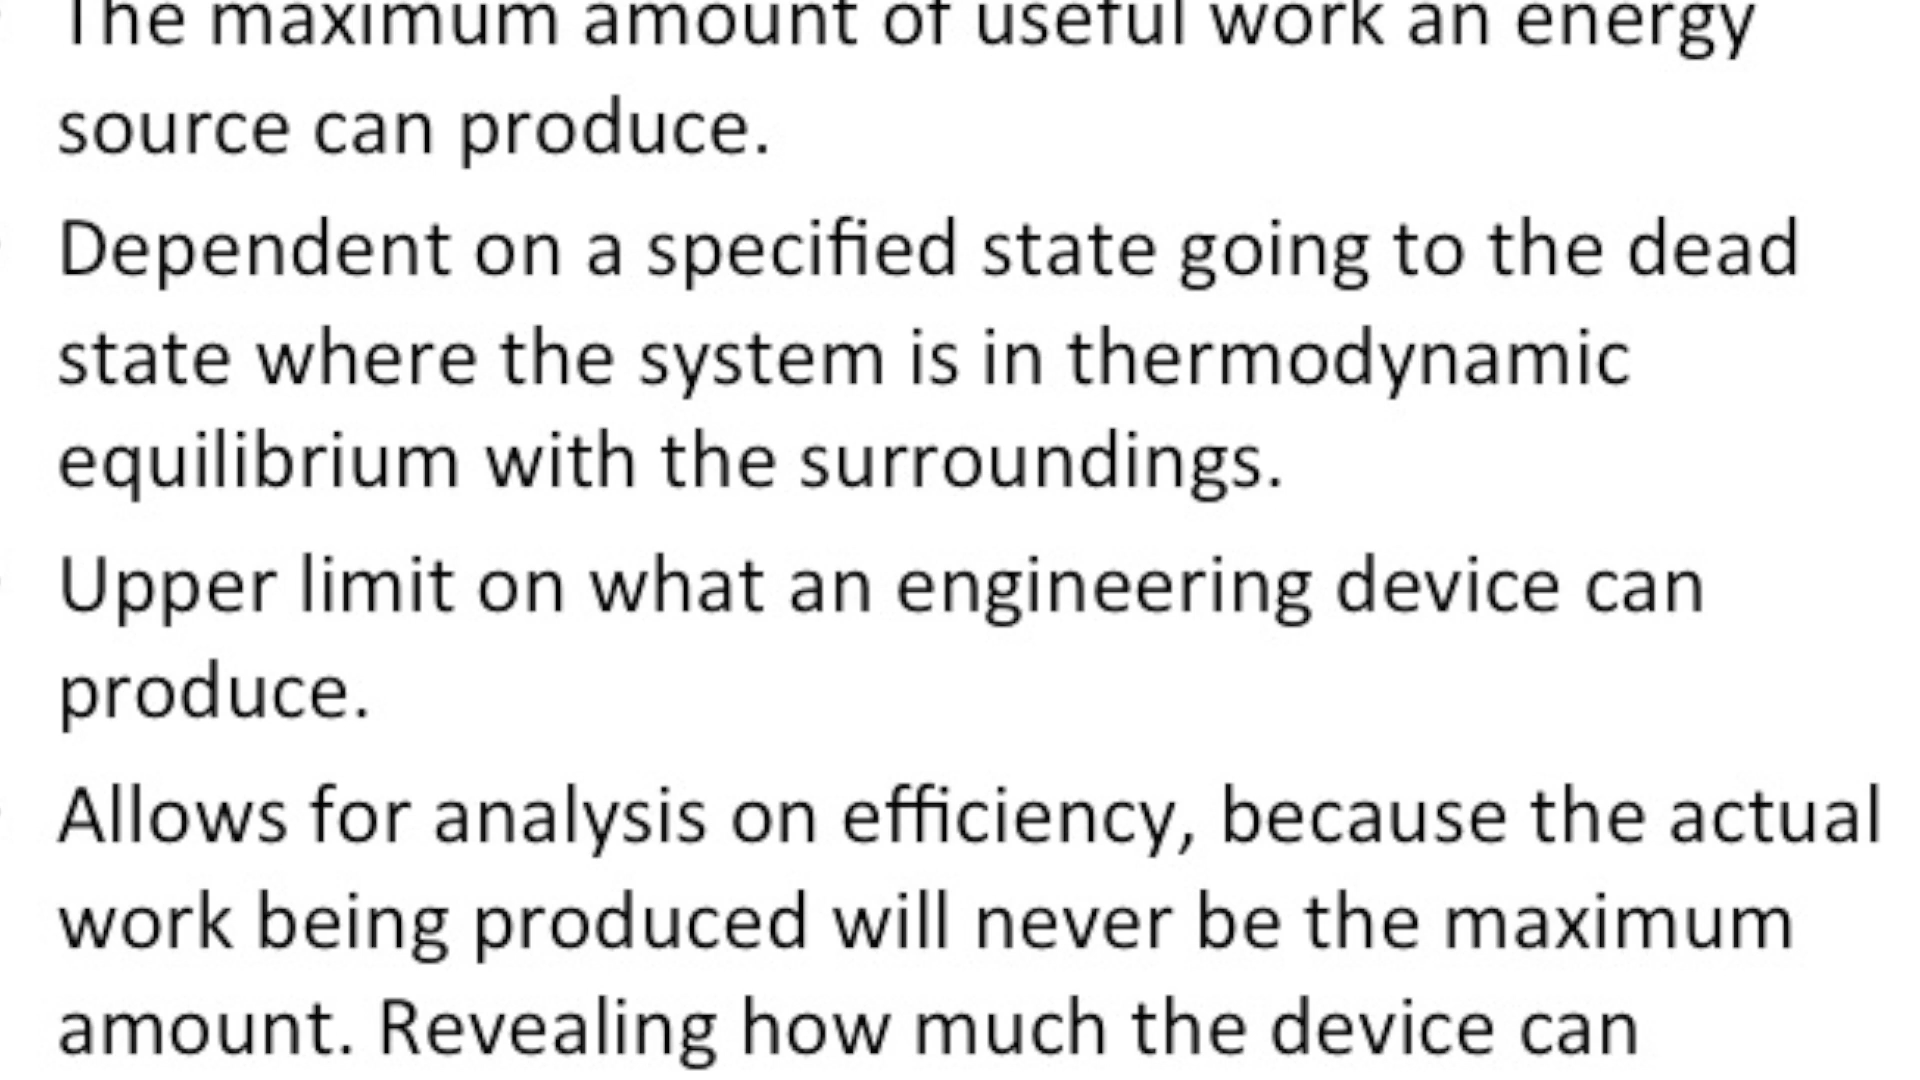 The maximum amount of useful work an energy
source can produce.
Dependent on a specified state going to the dead
state where the system is in thermodynamic
equilibrium with the surroundings.
Upper limit on what an engineering device can
produce.
Allows for analysis on efficiency, because the actual
work being produced will never be the maximum
amount. Revealing how much the device can